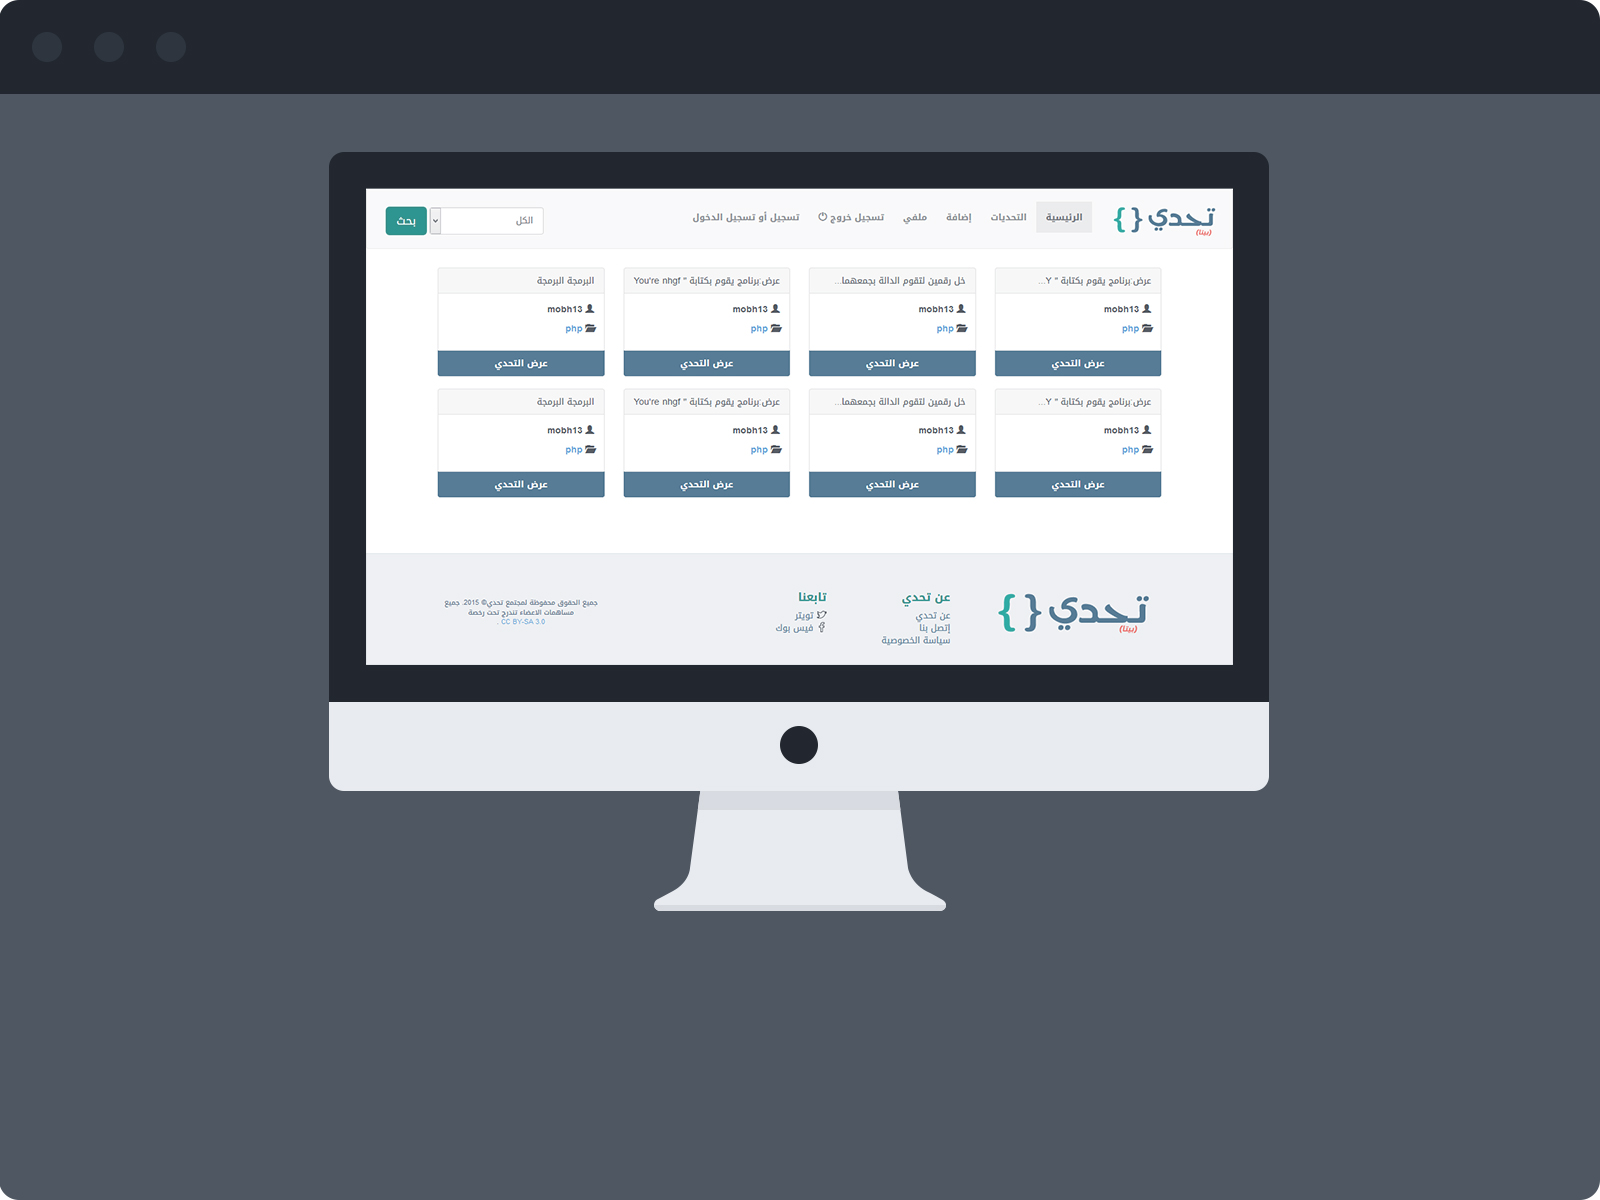 تحدي { }
(بيتا)
الرئيسية
التحديات
إضافة
ملفي
تسجيل خروج
تسجيل أو تسجيل الدخول
الكل
بحث
عرض:برنامج يقوم بكتابة " Y...
خل رقمين لتقوم الدالة بجمعهما...
عرض:برنامج يقوم بكتابة " You're nhgf
البرمجة البرمجة
mobh13
mobh13
mobh13
mobh13
php
php
php
php
عرض التحدي
عرض التحدي
عرض التحدي
عرض التحدي
عرض:برنامج يقوم بكتابة " Y...
خل رقمين لتقوم الدالة بجمعهما...
عرض:برنامج يقوم بكتابة " You're nhgf
البرمجة البرمجة
mobh13
mobh13
mobh13
mobh13
php
php
php
php
عرض التحدي
عرض التحدي
عرض التحدي
عرض التحدي
تحدي { }
(بيتا)
عن تحدي
عن تحدي
إتصل بنا
سياسة الخصوصية
تابعنا
تويتر
فيس بوك
جميع الحقوق محفوظة لمجتمع تحدي© 2015. جميع
مساهمات الاعضاء تندرج تحت رخصة
CC BY-SA 3.0 .